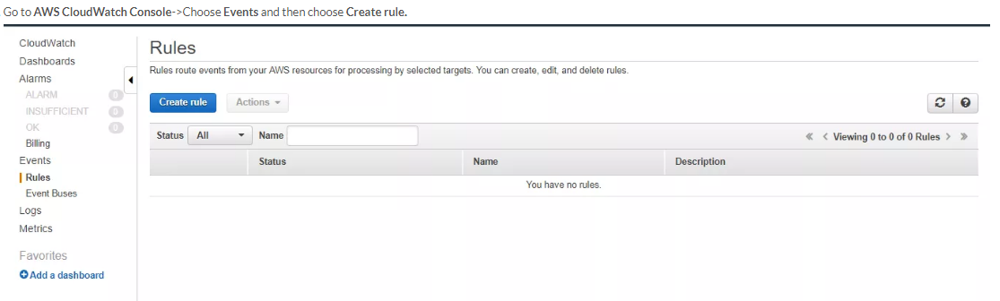 Go to AWS CloudWatch Console->Choose Events and then choose Create rule.
CloudWatch
Dashboards
Alarms
ALARM 0
INSUFFICIENT 0
OK 0
Billing
Events
Rules
Event Buses
Logs
Metrics
Favorites
Add a dashboard
Rules
Rules route events from your AWS resources for processing by selected targets. You can create, edit, and delete rules.
Create rule Actions
Status All Name
Viewing 0 to 0 of 0 Rules
Status Name Description
You have no rules.